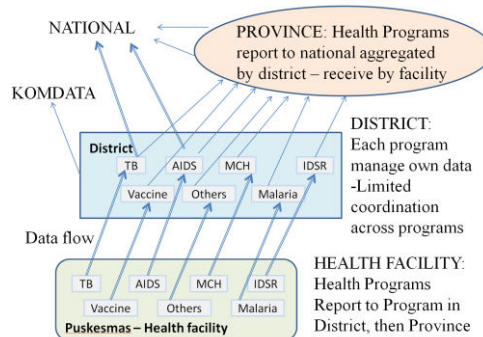 NATIONAL
PROVINCE: Health Programs
report to national aggregated
by district – receive by facility
KOMDATA
DISTRICT:
Each program
manage own data
-Limited
coordination
across programs
District
TB
AIDS
MCH
IDSR
Vaccine
Others
Malaria
Data flow
HEALTH FACILITY:
Health Programs
Report to Program in
District, then Province
TB
AIDS
MCH
IDSR
Vaccine
Others
Malaria
Puskesmas – Health facility